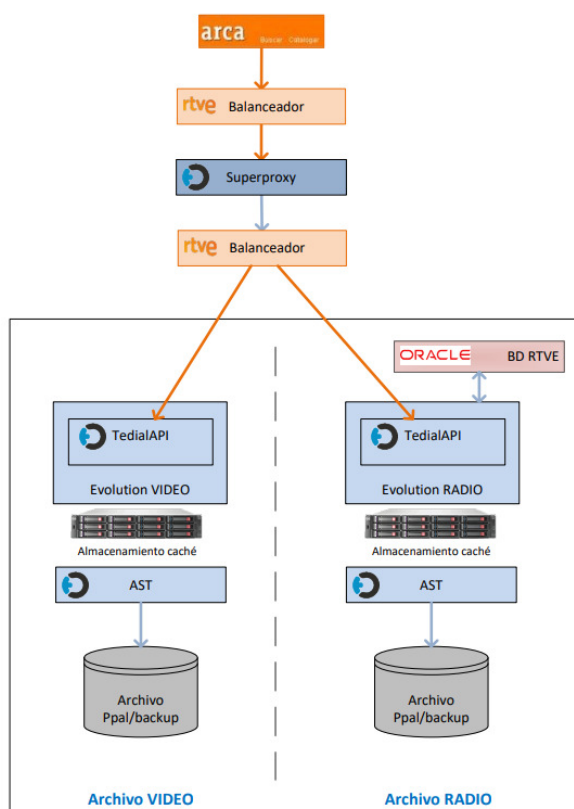 arca
Buscar Catalogar
rtve Balanceador
Superproxy
rtve Balanceador
ORACLE BD RTVE
TedialAPI
TedialAPI
Evolution VIDEO
Evolution RADIO
Almacenamiento caché
Almacenamiento caché
AST
AST
Archivo
Ppal/backup
Archivo
Ppal/backup
Archivo VIDEO
Archivo RADIO